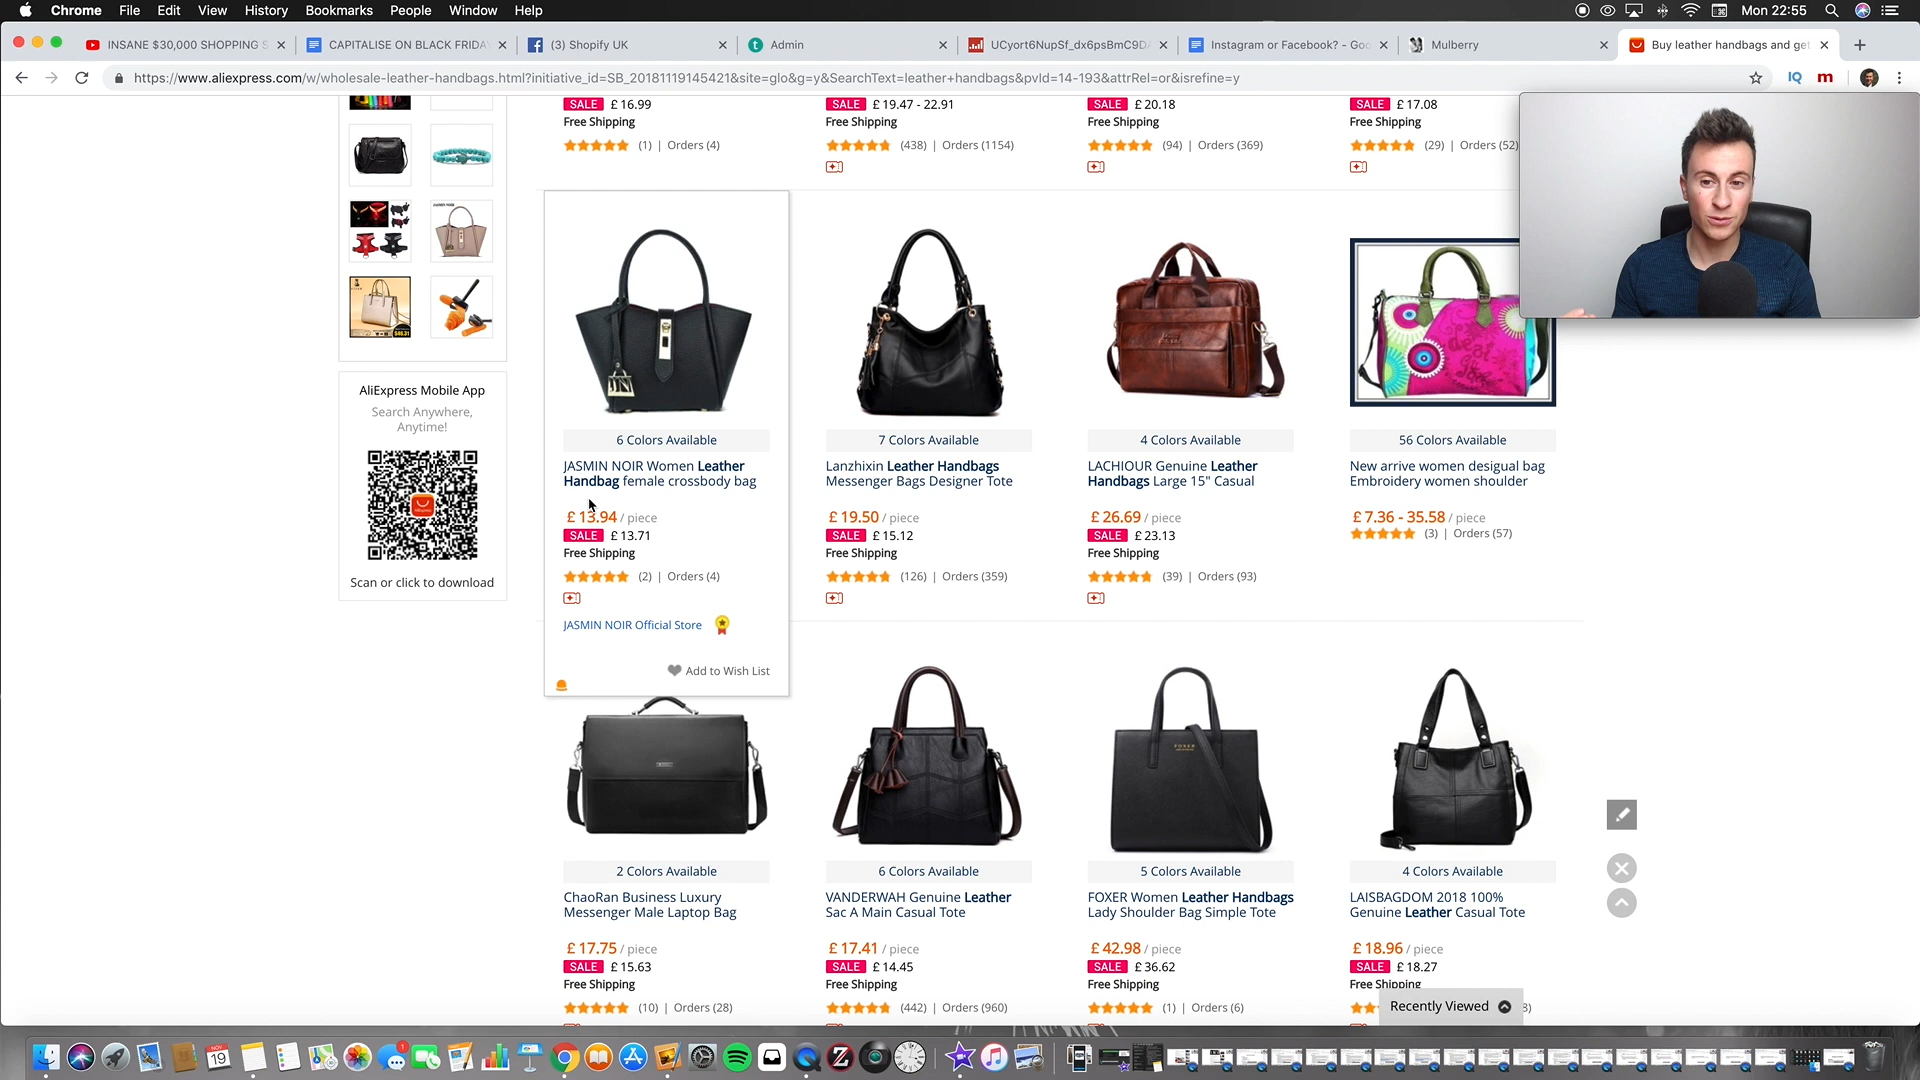 Chrome File Edit View History Bookmarks People Window Help Mon 22:55
INSANE $30,000 SHOPPING S CAPITALISE ON BLACK FRIDAY (3) Shopify UK Admin UCyort6NupSf_dx6psBmC9D Instagram or Facebook? - Goo Mulberry Buy leather handbags and get
https://www.aliexpress.com/w/wholesale-leather-handbags.html?initiative_id=SB_20181119145421&site=glo&g=y&SearchText=leather+handbags&pvId=14-193&attrRel=or&isrefine=y IQ m
SALE £ 16.99 SALE £ 19.47 - 22.91 SALE £ 20.18 SALE £ 17.08
Free Shipping Free Shipping Free Shipping Free Shipping
(1) | Orders (4) (438) | Orders (1154) (94) | Orders (369) (29) | Orders (52)
AliExpress Mobile App
Search Anywhere,
Anytime!
Scan or click to download
6 Colors Available
JASMIN NOIR Women Leather
Handbag female crossbody bag
£ 13.94 / piece
SALE £ 13.71
Free Shipping
(2) | Orders (4)
JASMIN NOIR Official Store
Add to Wish List
7 Colors Available
Lanzhixin Leather Handbags
Messenger Bags Designer Tote
£ 19.50 / piece
SALE £ 15.12
Free Shipping
(126) | Orders (359)
4 Colors Available
LACHIOUR Genuine Leather
Handbags Large 15" Casual
£ 26.69 / piece
SALE £ 23.13
Free Shipping
(39) | Orders (93)
56 Colors Available
New arrive women desigual bag
Embroidery women shoulder
£ 7.36 - 35.58 / piece
(3) | Orders (57)
2 Colors Available
ChaoRan Business Luxury
Messenger Male Laptop Bag
£ 17.75 / piece
SALE £ 15.63
Free Shipping
(10) | Orders (28)
6 Colors Available
VANDERWAH Genuine Leather
Sac A Main Casual Tote
£ 17.41 / piece
SALE £ 14.45
Free Shipping
(442) | Orders (960)
FOXER
5 Colors Available
FOXER Women Leather Handbags
Lady Shoulder Bag Simple Tote
£ 42.98 / piece
SALE £ 36.62
Free Shipping
(1) | Orders (6)
4 Colors Available
LAISBAGDOM 2018 100%
Genuine Leather Casual Tote
£ 18.96 / piece
SALE £ 18.27
Free Shipping
Recently Viewed